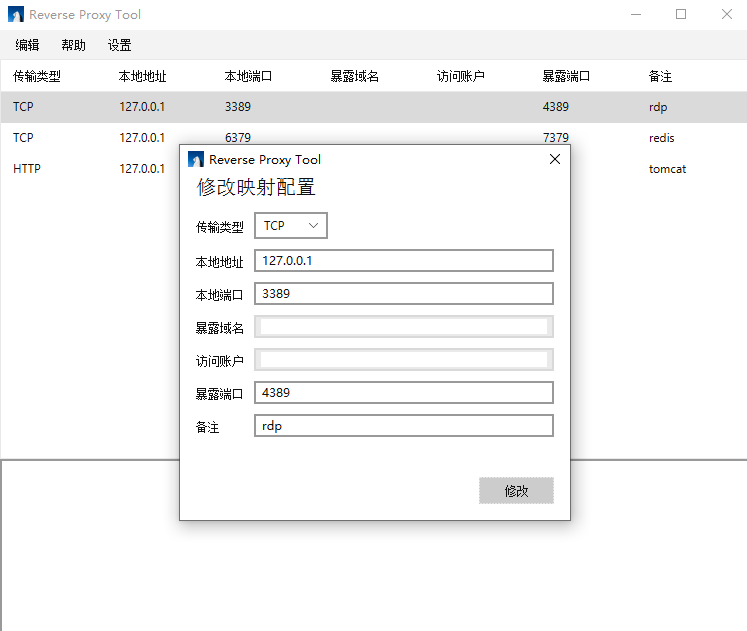 Reverse Proxy Tool
编辑 帮助 设置
传输类型 本地地址 本地端口 暴露域名 访问账户 暴露端口 备注
TCP 127.0.0.1 3389 4389 rdp
TCP 127.0.0.1 6379 7379 redis
HTTP 127.0.0.1 tomcat
Reverse Proxy Tool
修改映射配置
传输类型 TCP
本地地址 127.0.0.1
本地端口 3389
暴露域名
访问账户
暴露端口 4389
备注 rdp
修改